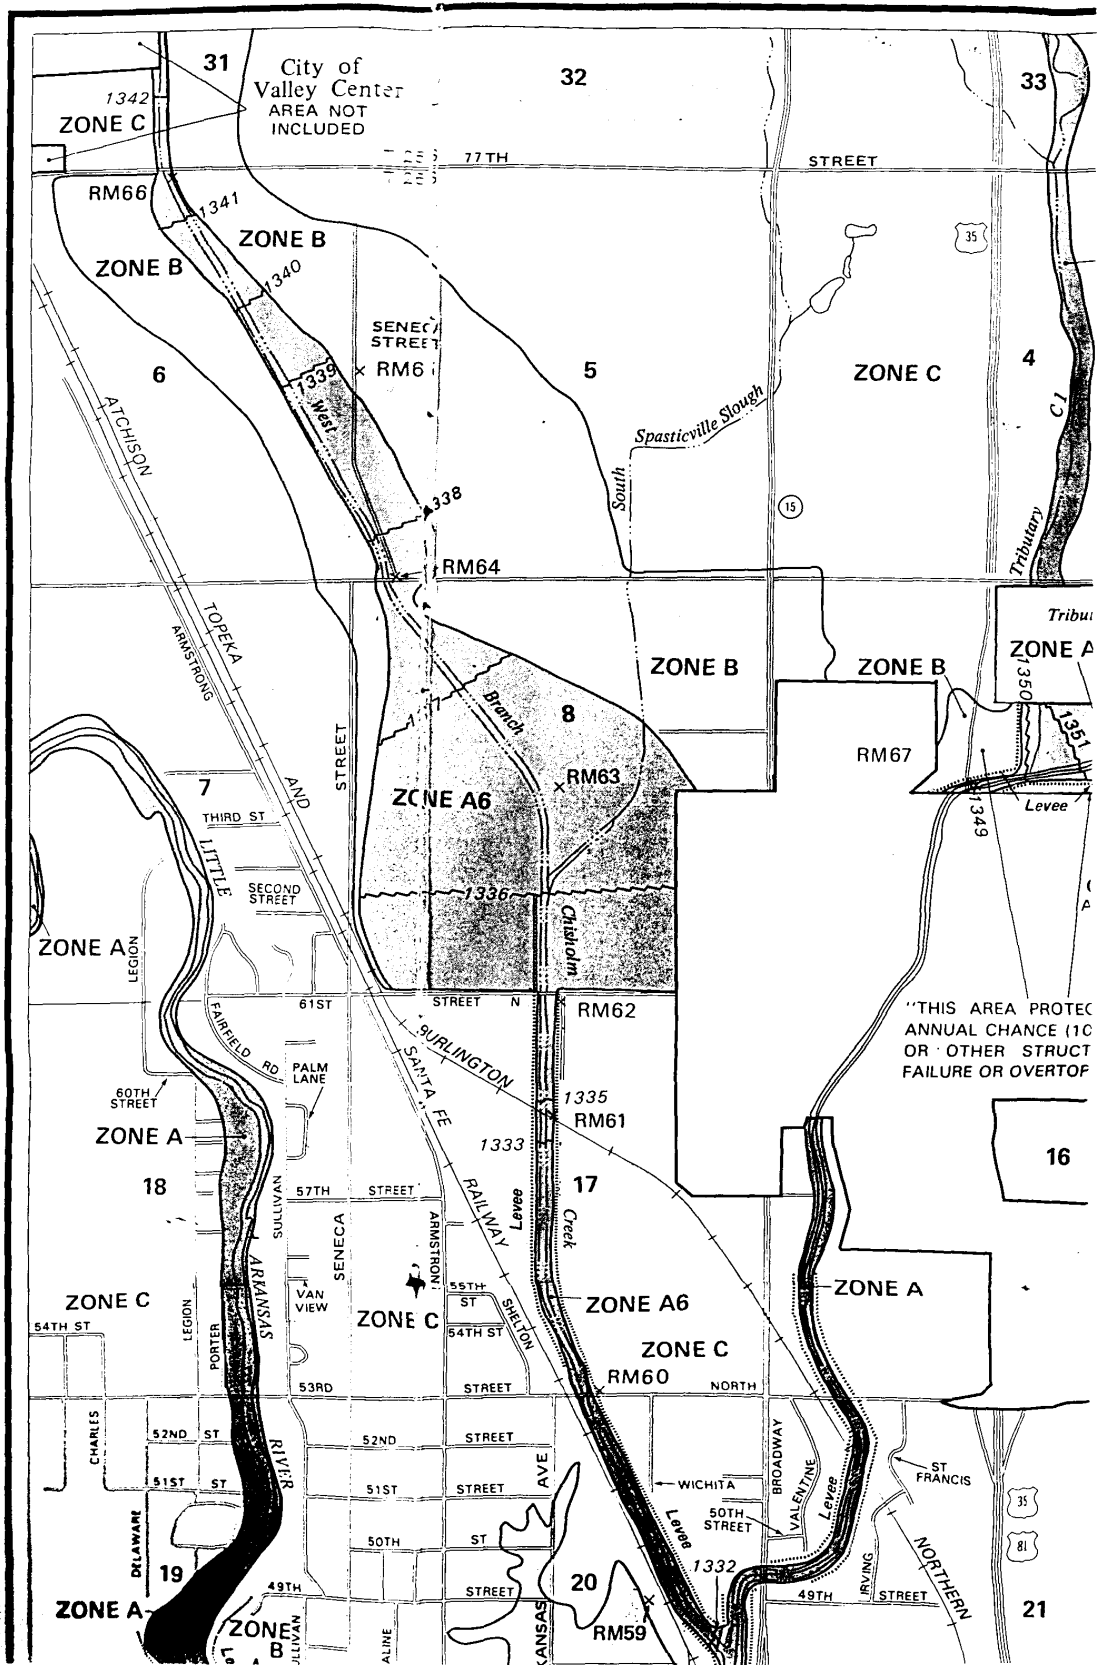 31
City of
Valley Center
AREA NOT
INCLUDED
32
33
1342
ZONE C
77TH
STREET
RM66
1341
ZONE B
35
ZONE B
1340
SENECA
STREET
1339
RM6
6
5
ZONE C
4
West
C1
ATCHISON
Spasticville Slough
South
338
15
Tributary
RM64
TOPEKA
ARMSTRONG
ZONE B
ZONE B
ZONE A
1350
Branch
8
STREET
1351
RM67
7
AND
ZONE A6
RM63
Levee
1349
THIRD ST
LITTLE
SECOND
STREET
1336
Chisholm
ZONE A
LEGION
61ST
STREET N
RM62
"THIS AREA PROTEC
ANNUAL CHANCE (10
OR OTHER STRUCT
FAILURE OR OVERTOP
FAIRFIELD RD
BURLINGTON
SANTA FE
PALM
LANE
60TH
STREET
1335
RM61
1333
ZONE A
16
18
17
SULLIVAN
57TH
STREET
RAILWAY
Levee
Creek
SENECA
ARMSTRON
ARKANSAS
ZONE A
VAN
VIEW
55TH
ST
ZONE A6
ZONE C
54TH ST
LEGION
PORTER
ZONE C
54TH ST
SHELTON
ZONE C
RM60
53RD
STREET
NORTH
CHARLES
52ND ST
RIVER
52ND
STREET
AVE
BROADWAY
VALENTINE
Levee
ST
FRANCIS
51ST ST
51ST
STREET
WICHITA
35
DELAWARE
50TH
ST
Levee
50TH
STREET
81
NORTHERN
19
49TH
STREET
20
1332
49TH
IRVING
STREET
ZONE A
ZONE
B
ULLIVAN
ALINE
KANSAS
RM59
21